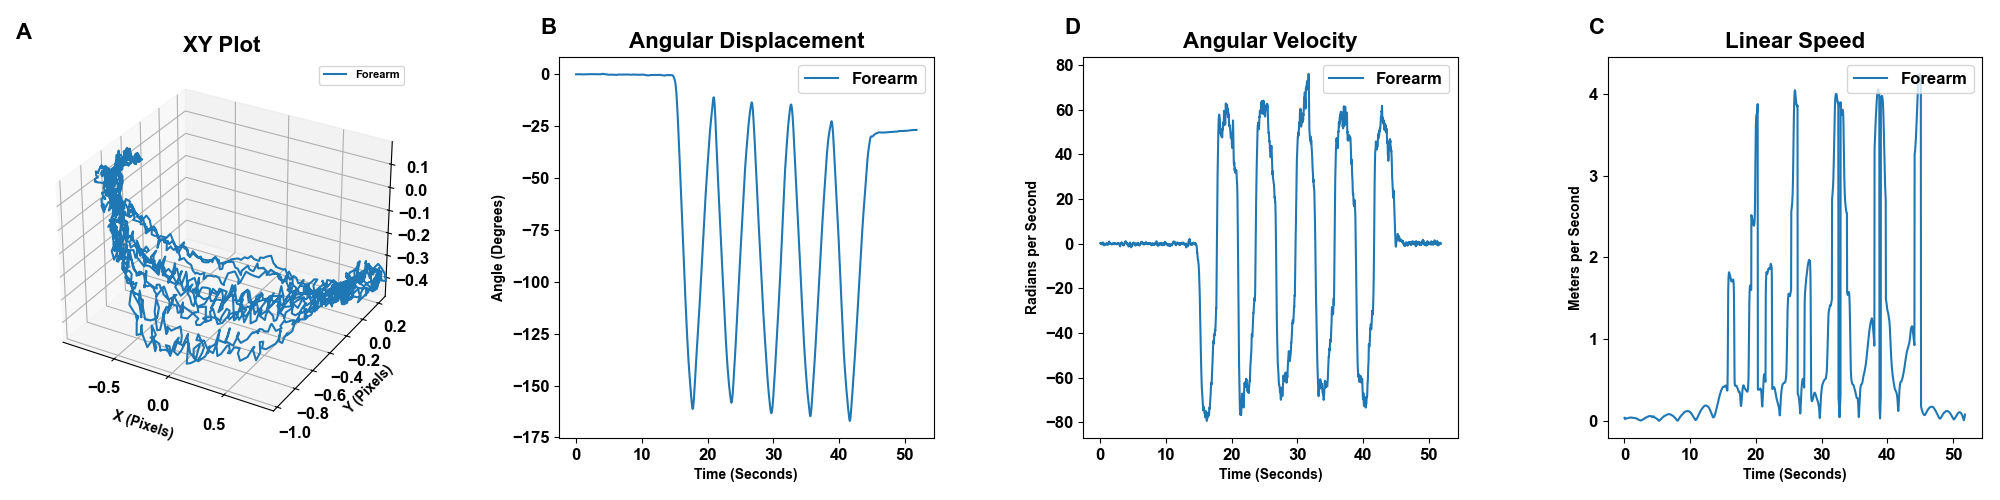 A
XY Plot
Forearm
0.1
0.0
−0.1
−0.2
−0.3
−0.4
0.2
0.0
−0.2
−0.4
−0.6
−0.8
−1.0
Y (Pixels)
−0.5
0.0
0.5
X (Pixels)
B
Angular Displacement
Forearm
0
−25
−50
−75
−100
−125
−150
−175
Angle (Degrees)
0 10 20 30 40 50
Time (Seconds)
D
Angular Velocity
Forearm
80
60
40
20
0
−20
−40
−60
−80
Radians per Second
0 10 20 30 40 50
Time (Seconds)
C
Linear Speed
Forearm
4
3
2
1
0
Meters per Second
0 10 20 30 40 50
Time (Seconds)